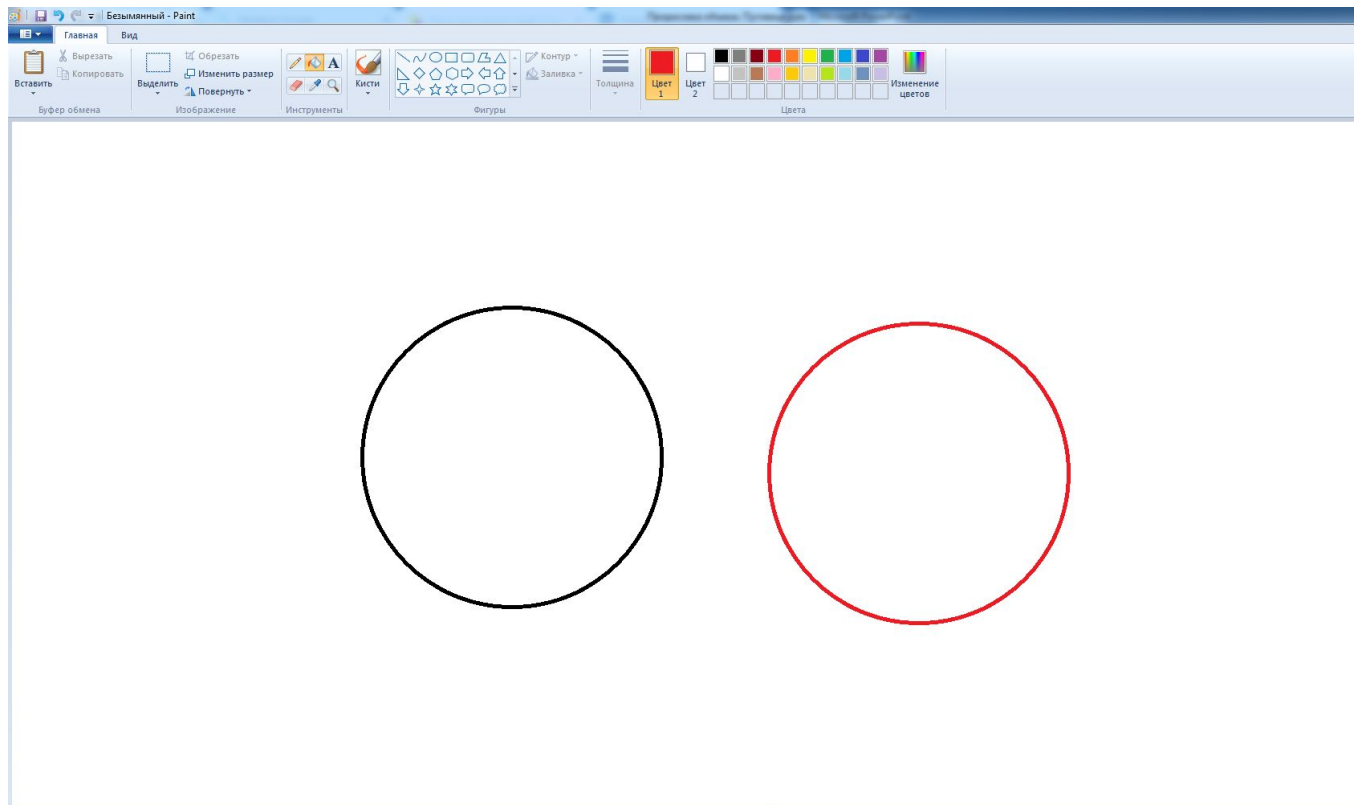 Безымянный - Paint
Главная Вид
Вставить
Вырезать
Копировать
Буфер обмена
Выделить
Обрезать
Изменить размер
Повернуть
Изображение
A
Инструменты
Кисти
Контур
Заливка
Фигуры
Толщина
Цвет 1
Цвет 2
Изменение цветов
Цвета